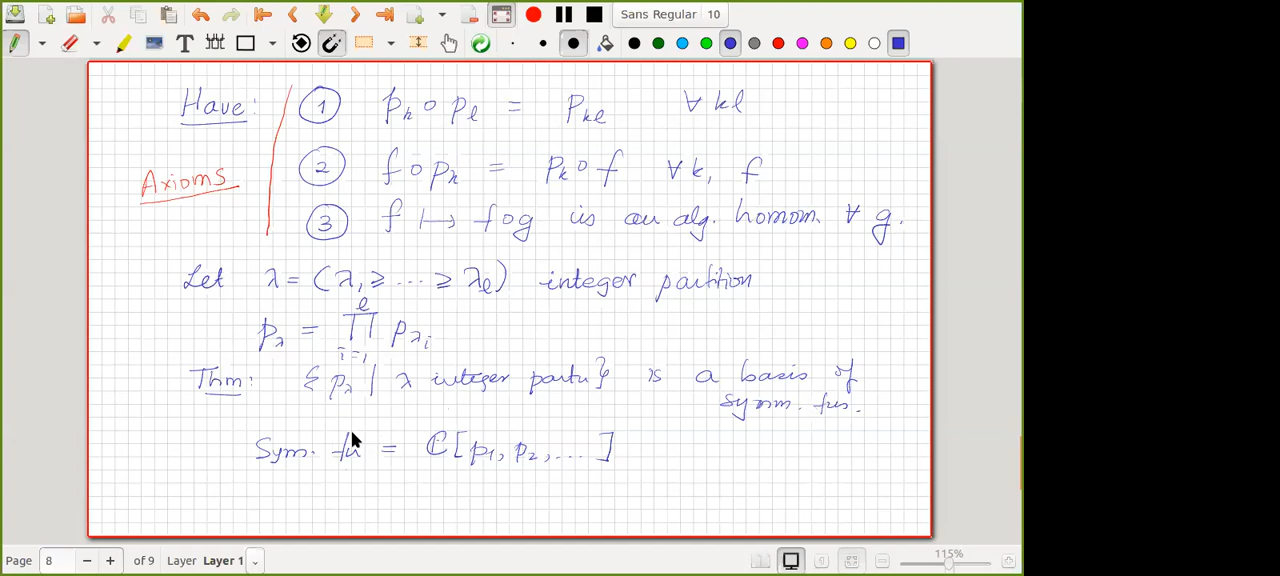 Sans Regular 10
Have: ① p_k ∘ p_l = p_{kl} ∀ k,l
Axioms ② f ∘ p_k = p_k ∘ f ∀ k, f
③ f ↦ f∘g is an alg. homom. ∀ g.
Let λ = (λ_1 ≥ ... ≥ λ_l) integer partition
p_λ = ∏_{i=1}^{l} p_{λ_i}
Thm: { p_λ | λ integer partn } is a basis of
symm. fns.
Sym. fn = ℂ[p_1, p_2, ... ]
Page 8 of 9 Layer Layer 1 115%